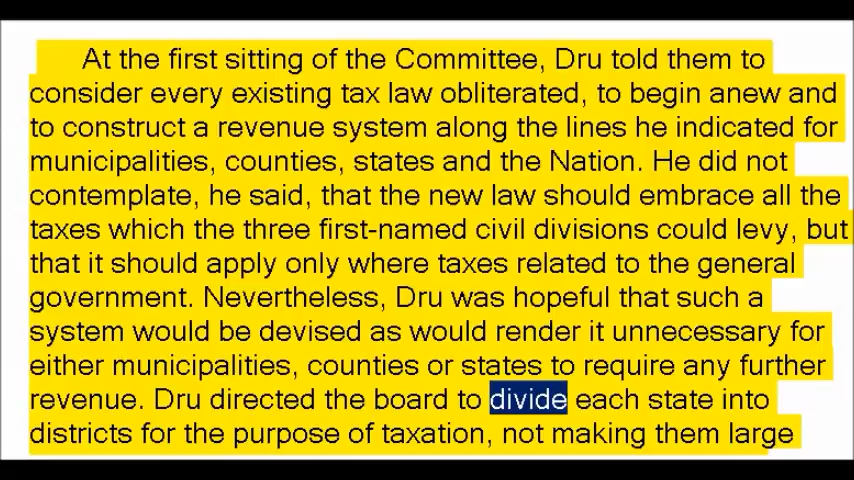 At the first sitting of the Committee, Dru told them to
consider every existing tax law obliterated, to begin anew and
to construct a revenue system along the lines he indicated for
municipalities, counties, states and the Nation. He did not
contemplate, he said, that the new law should embrace all the
taxes which the three first-named civil divisions could levy, but
that it should apply only where taxes related to the general
government. Nevertheless, Dru was hopeful that such a
system would be devised as would render it unnecessary for
either municipalities, counties or states to require any further
revenue. Dru directed the board to divide each state into
districts for the purpose of taxation, not making them large